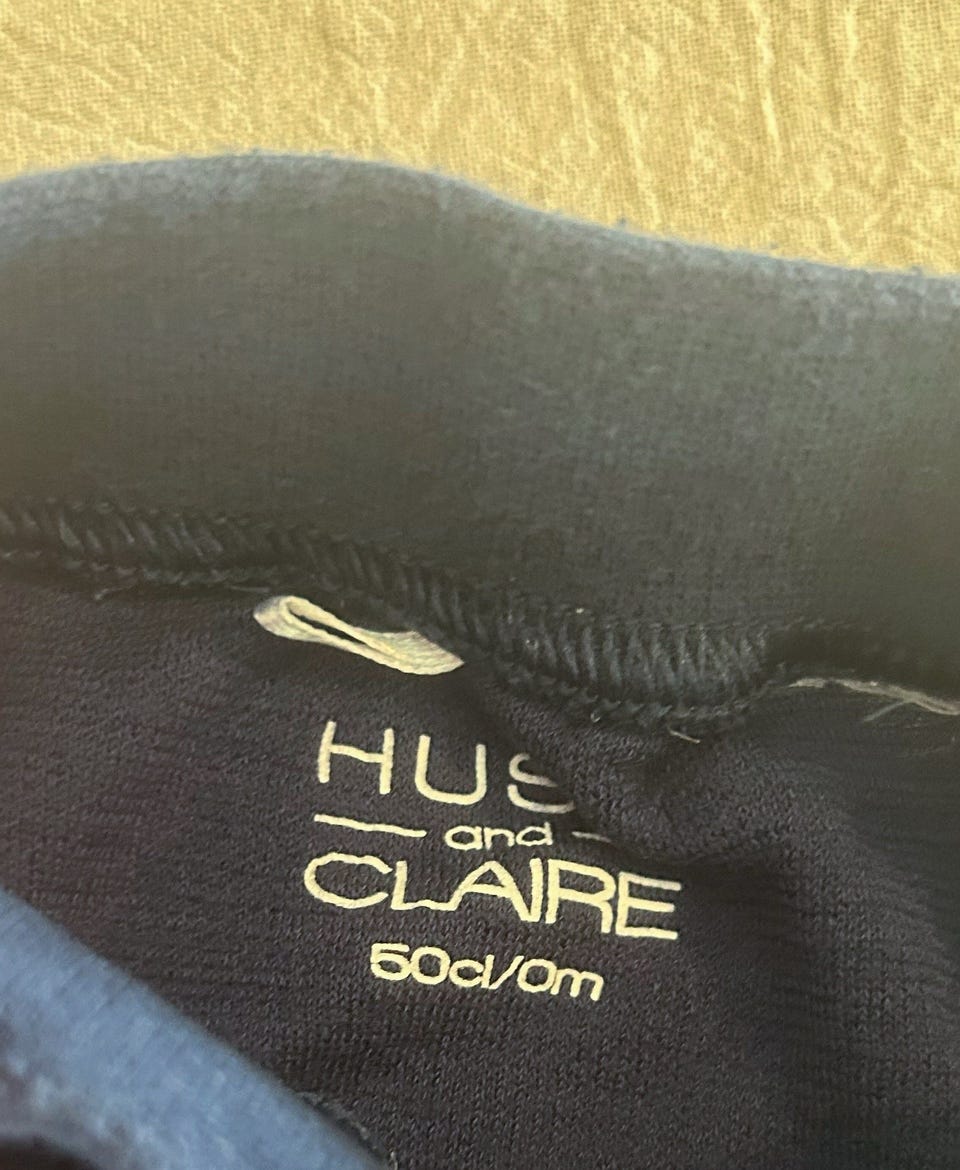 HUS
— and —
CLAIRE
50cl/0m